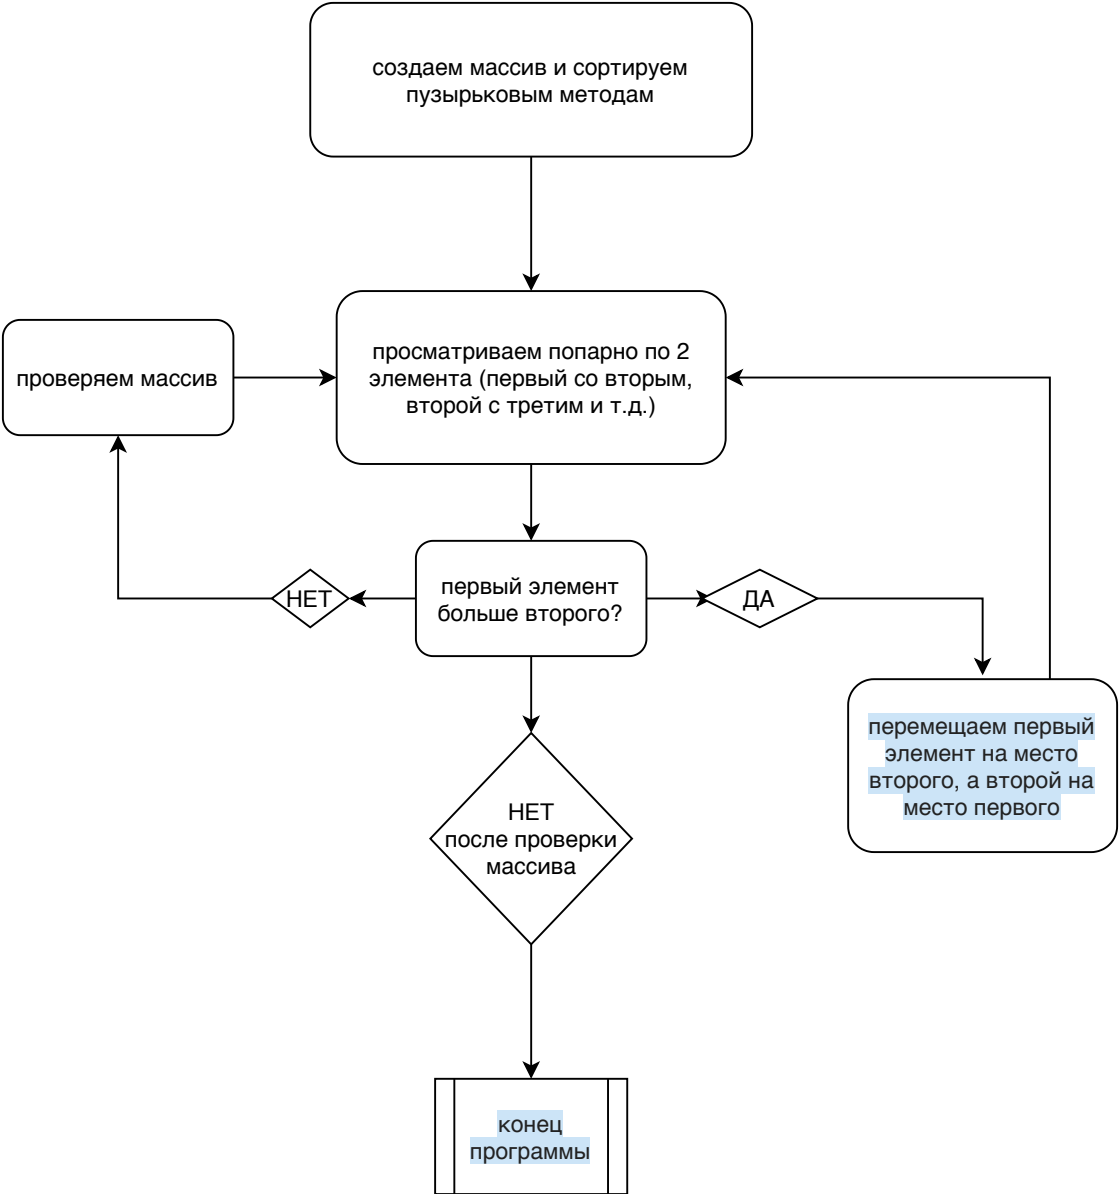 создаем массив и сортируем
пузырьковым методам
проверяем массив
просматриваем попарно по 2
элемента (первый со вторым,
второй с третим и т.д.)
НЕТ
первый элемент
больше второго?
ДА
перемещаем первый
элемент на место
второго, а второй на
место первого
НЕТ
после проверки
массива
конец
программы